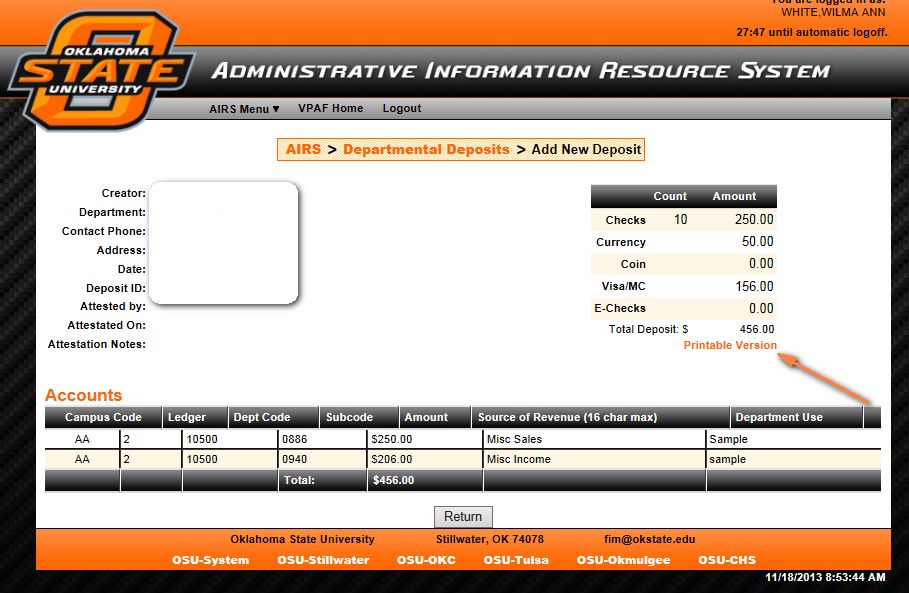 You are logged in as:
WHITE,WILMA ANN
27:47 until automatic logoff.
OKLAHOMA
STATE
UNIVERSITY
ADMINISTRATIVE INFORMATION RESOURCE SYSTEM
AIRS Menu ▼ VPAF Home Logout
AIRS > Departmental Deposits > Add New Deposit
Creator:
Department:
Contact Phone:
Address:
Date:
Deposit ID:
Attested by:
Attestated On:
Attestation Notes:
Count Amount
Checks 10 250.00
Currency 50.00
Coin 0.00
Visa/MC 156.00
E-Checks 0.00
Total Deposit: $ 456.00
Printable Version
Accounts
Campus Code Ledger Dept Code Subcode Amount Source of Revenue (16 char max) Department Use
AA 2 10500 0886 $250.00 Misc Sales Sample
AA 2 10500 0940 $206.00 Misc Income sample
Total: $456.00
Return
Oklahoma State University Stillwater, OK 74078 fim@okstate.edu
OSU-System OSU-Stillwater OSU-OKC OSU-Tulsa OSU-Okmulgee OSU-CHS
11/18/2013 8:53:44 AM